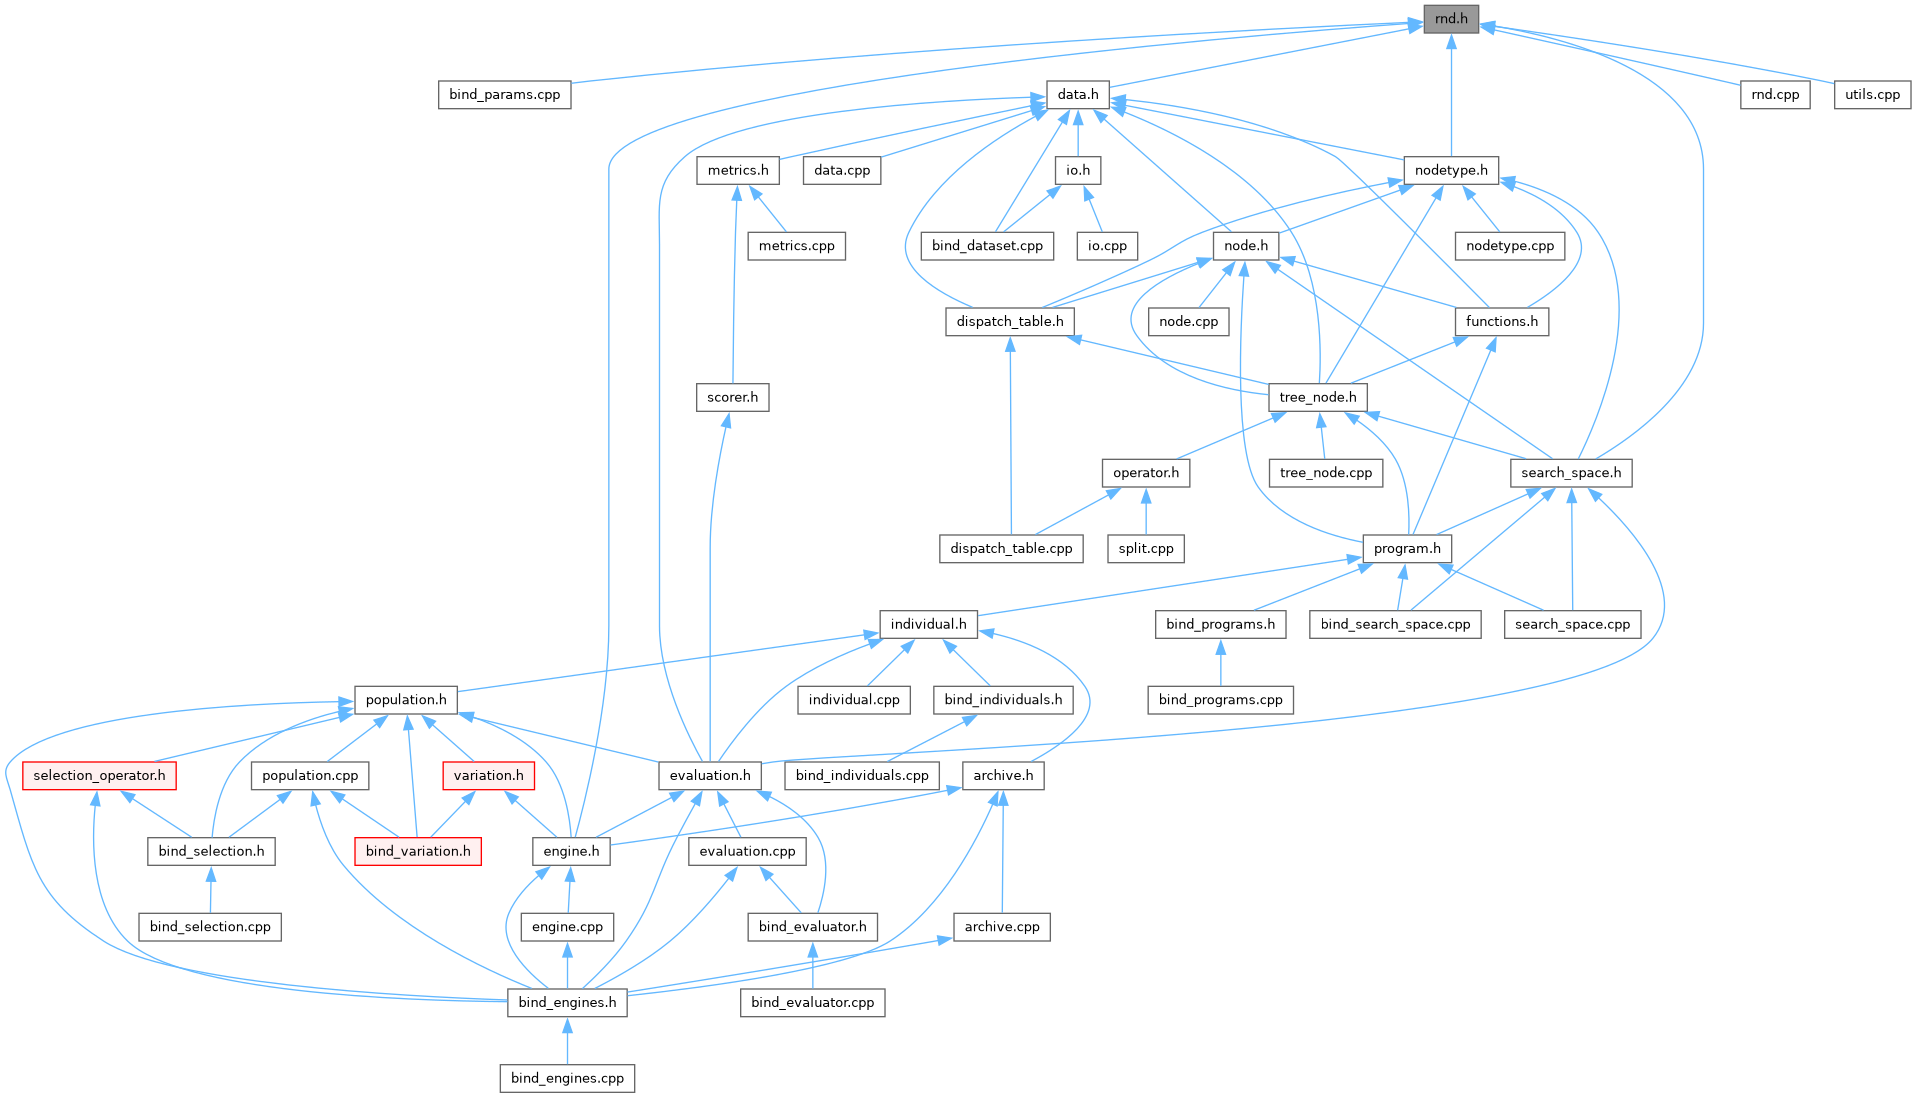 rnd.h
bind_params.cpp
data.h
rnd.cpp
utils.cpp
metrics.h
data.cpp
io.h
nodetype.h
metrics.cpp
bind_dataset.cpp
io.cpp
node.h
nodetype.cpp
dispatch_table.h
node.cpp
functions.h
scorer.h
tree_node.h
operator.h
tree_node.cpp
search_space.h
dispatch_table.cpp
split.cpp
program.h
individual.h
bind_programs.h
bind_search_space.cpp
search_space.cpp
population.h
individual.cpp
bind_individuals.h
bind_programs.cpp
selection_operator.h
population.cpp
variation.h
evaluation.h
bind_individuals.cpp
archive.h
bind_selection.h
bind_variation.h
engine.h
evaluation.cpp
bind_selection.cpp
engine.cpp
bind_evaluator.h
archive.cpp
bind_engines.h
bind_evaluator.cpp
bind_engines.cpp